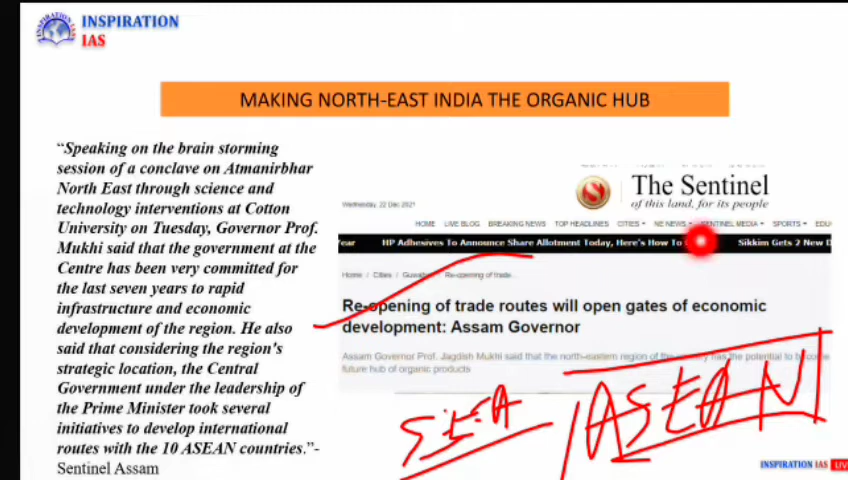 INSPIRATION
IAS
MAKING NORTH-EAST INDIA THE ORGANIC HUB
“Speaking on the brain storming
session of a conclave on Atmanirbhar
North East through science and
technology interventions at Cotton
University on Tuesday, Governor Prof.
Mukhi said that the government at the
Centre has been very committed for
the last seven years to rapid
infrastructure and economic
development of the region. He also
said that considering the region's
strategic location, the Central
Government under the leadership of
the Prime Minister took several
initiatives to develop international
routes with the 10 ASEAN countries.”-
Sentinel Assam
The Sentinel
of this land, for its people
Wednesday, 22 Dec 2021
HOME LIVE BLOG BREAKING NEWS TOP HEADLINES CITIES NE NEWS SENTINEL MEDIA SPORTS EDU
Year HP Adhesives To Announce Share Allotment Today, Here's How To Sikkim Gets 2 New D
Home / Cities / Re-opening of trade...
Re-opening of trade routes will open gates of economic
development: Assam Governor
Assam Governor Prof. Jagdish Mukhi said that the north-eastern region of the country has the potential to become
future hub of organic products
ASEAN
INSPIRATION IAS LIV